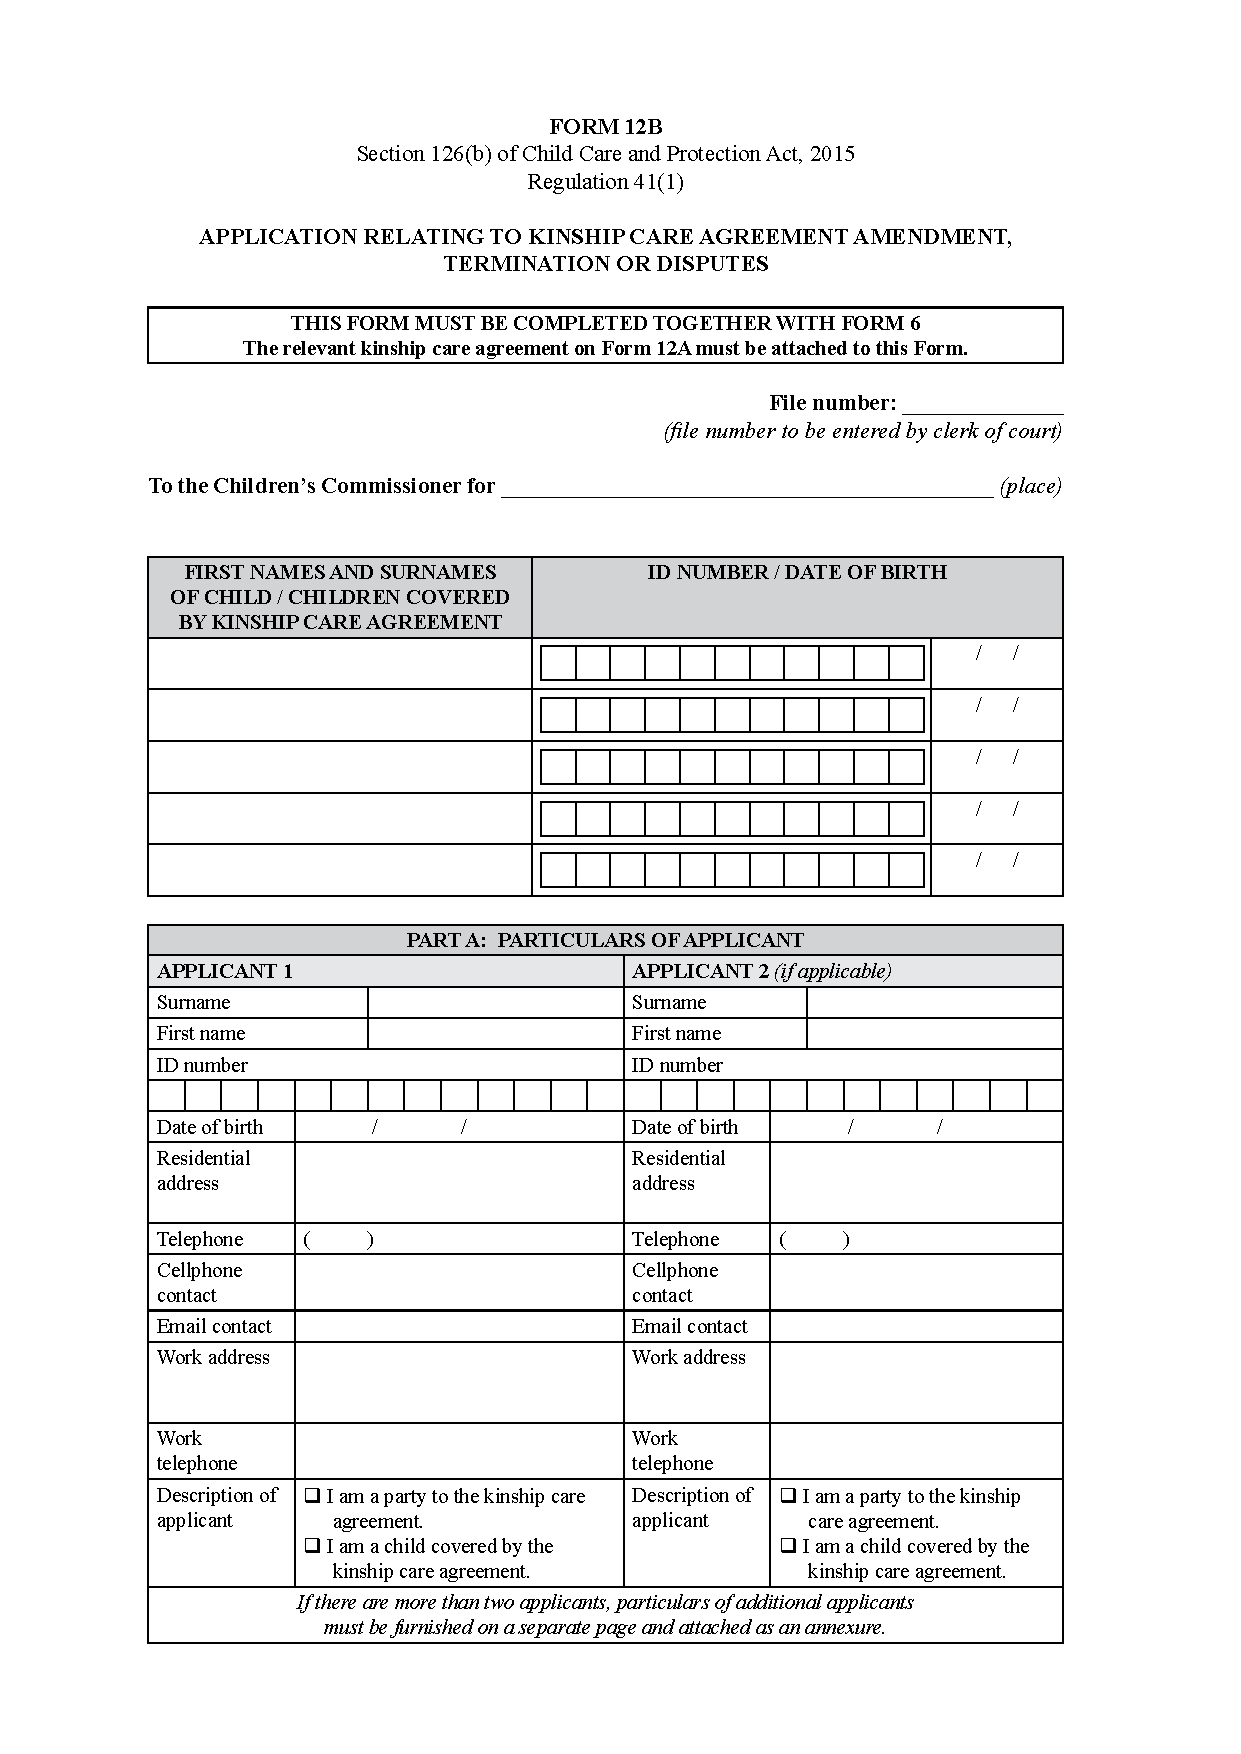 FORM 12B
Section 126(b) of Child Care and Protection Act, 2015
Regulation 41(1)
APPLICATION RELATING TO KINSHIP CARE AGREEMENT AMENDMENT,
TERMINATION OR DISPUTES
THIS FORM MUST BE COMPLETED TOGETHER WITH FORM 6
The relevant kinship care agreement on Form 12A must be attached to this Form.
File number: _______________
(file number to be entered by clerk of court)
To the Children’s Commissioner for _____________________________________________ (place)
FIRST NAMES AND SURNAMES
OF CHILD / CHILDREN COVERED
BY KINSHIP CARE AGREEMENT
ID NUMBER / DATE OF BIRTH
/ /
/ /
/ /
/ /
/ /
PART A: PARTICULARS OF APPLICANT
APPLICANT 1 APPLICANT 2 (if applicable)
Surname Surname
First name First name
ID number ID number
Date of birth / / Date of birth / /
Residential
address
Residential
address
Telephone ( ) Telephone ( )
Cellphone
contact
Cellphone
contact
Email contact Email contact
Work address Work address
Work
telephone
Work
telephone
Description of
applicant
❑ I am a party to the kinship care
agreement.
❑ I am a child covered by the
kinship care agreement.
Description of
applicant
❑ I am a party to the kinship
care agreement.
❑ I am a child covered by the
kinship care agreement.
If there are more than two applicants, particulars of additional applicants
must be furnished on a separate page and attached as an annexure.